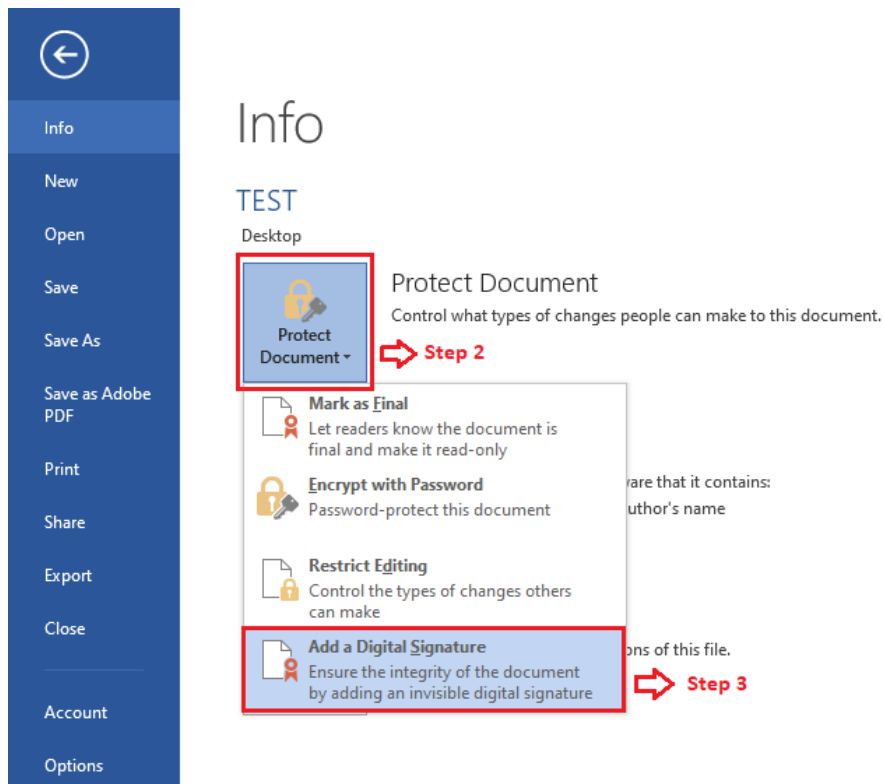 Info
New
Open
Save
Save As
Save as Adobe
PDF
Print
Share
Export
Close
Account
Options
Info
TEST
Desktop
Protect
Document
Protect Document
Control what types of changes people can make to this document.
Step 2
Mark as Final
Let readers know the document is
final and make it read-only
Encrypt with Password
Password-protect this document
Restrict Editing
Control the types of changes others
can make
Add a Digital Signature
Ensure the integrity of the document
by adding an invisible digital signature
that it contains:
name
of this file.
Step 3